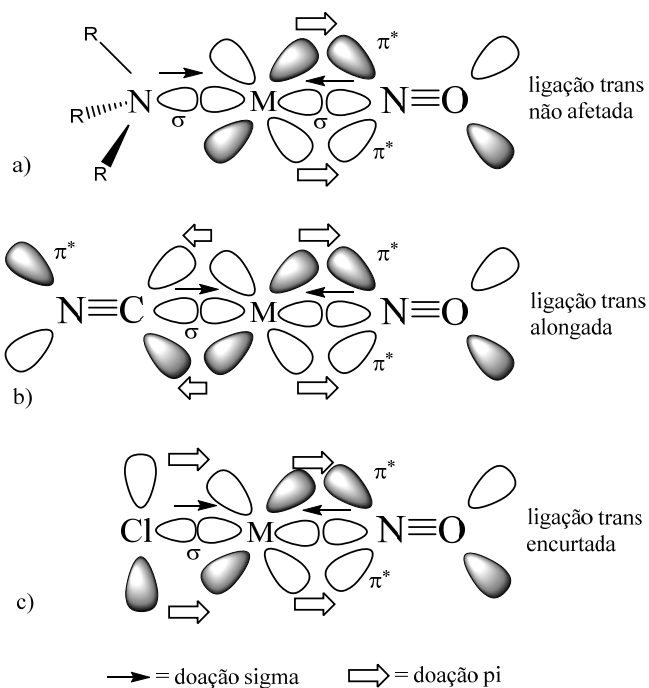 R
R
R
N
σ
M
σ
N≡O
π*
π*
ligação trans
não afetada
a)
π*
N≡C
σ
M
N≡O
π*
π*
ligação trans
alongada
b)
Cl
σ
M
N≡O
π*
π*
ligação trans
encurtada
c)
= doação sigma
= doação pi